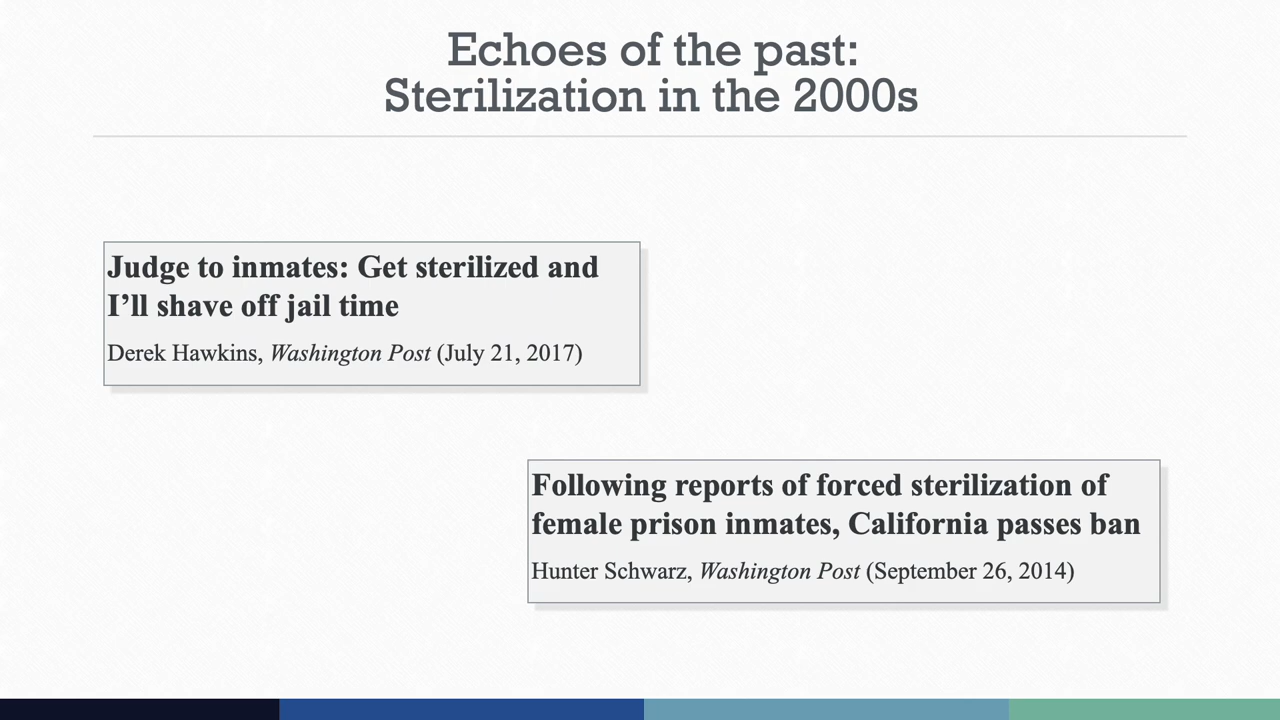 Echoes of the past:
Sterilization in the 2000s
Judge to inmates: Get sterilized and
I’ll shave off jail time
Derek Hawkins, Washington Post (July 21, 2017)
Following reports of forced sterilization of
female prison inmates, California passes ban
Hunter Schwarz, Washington Post (September 26, 2014)